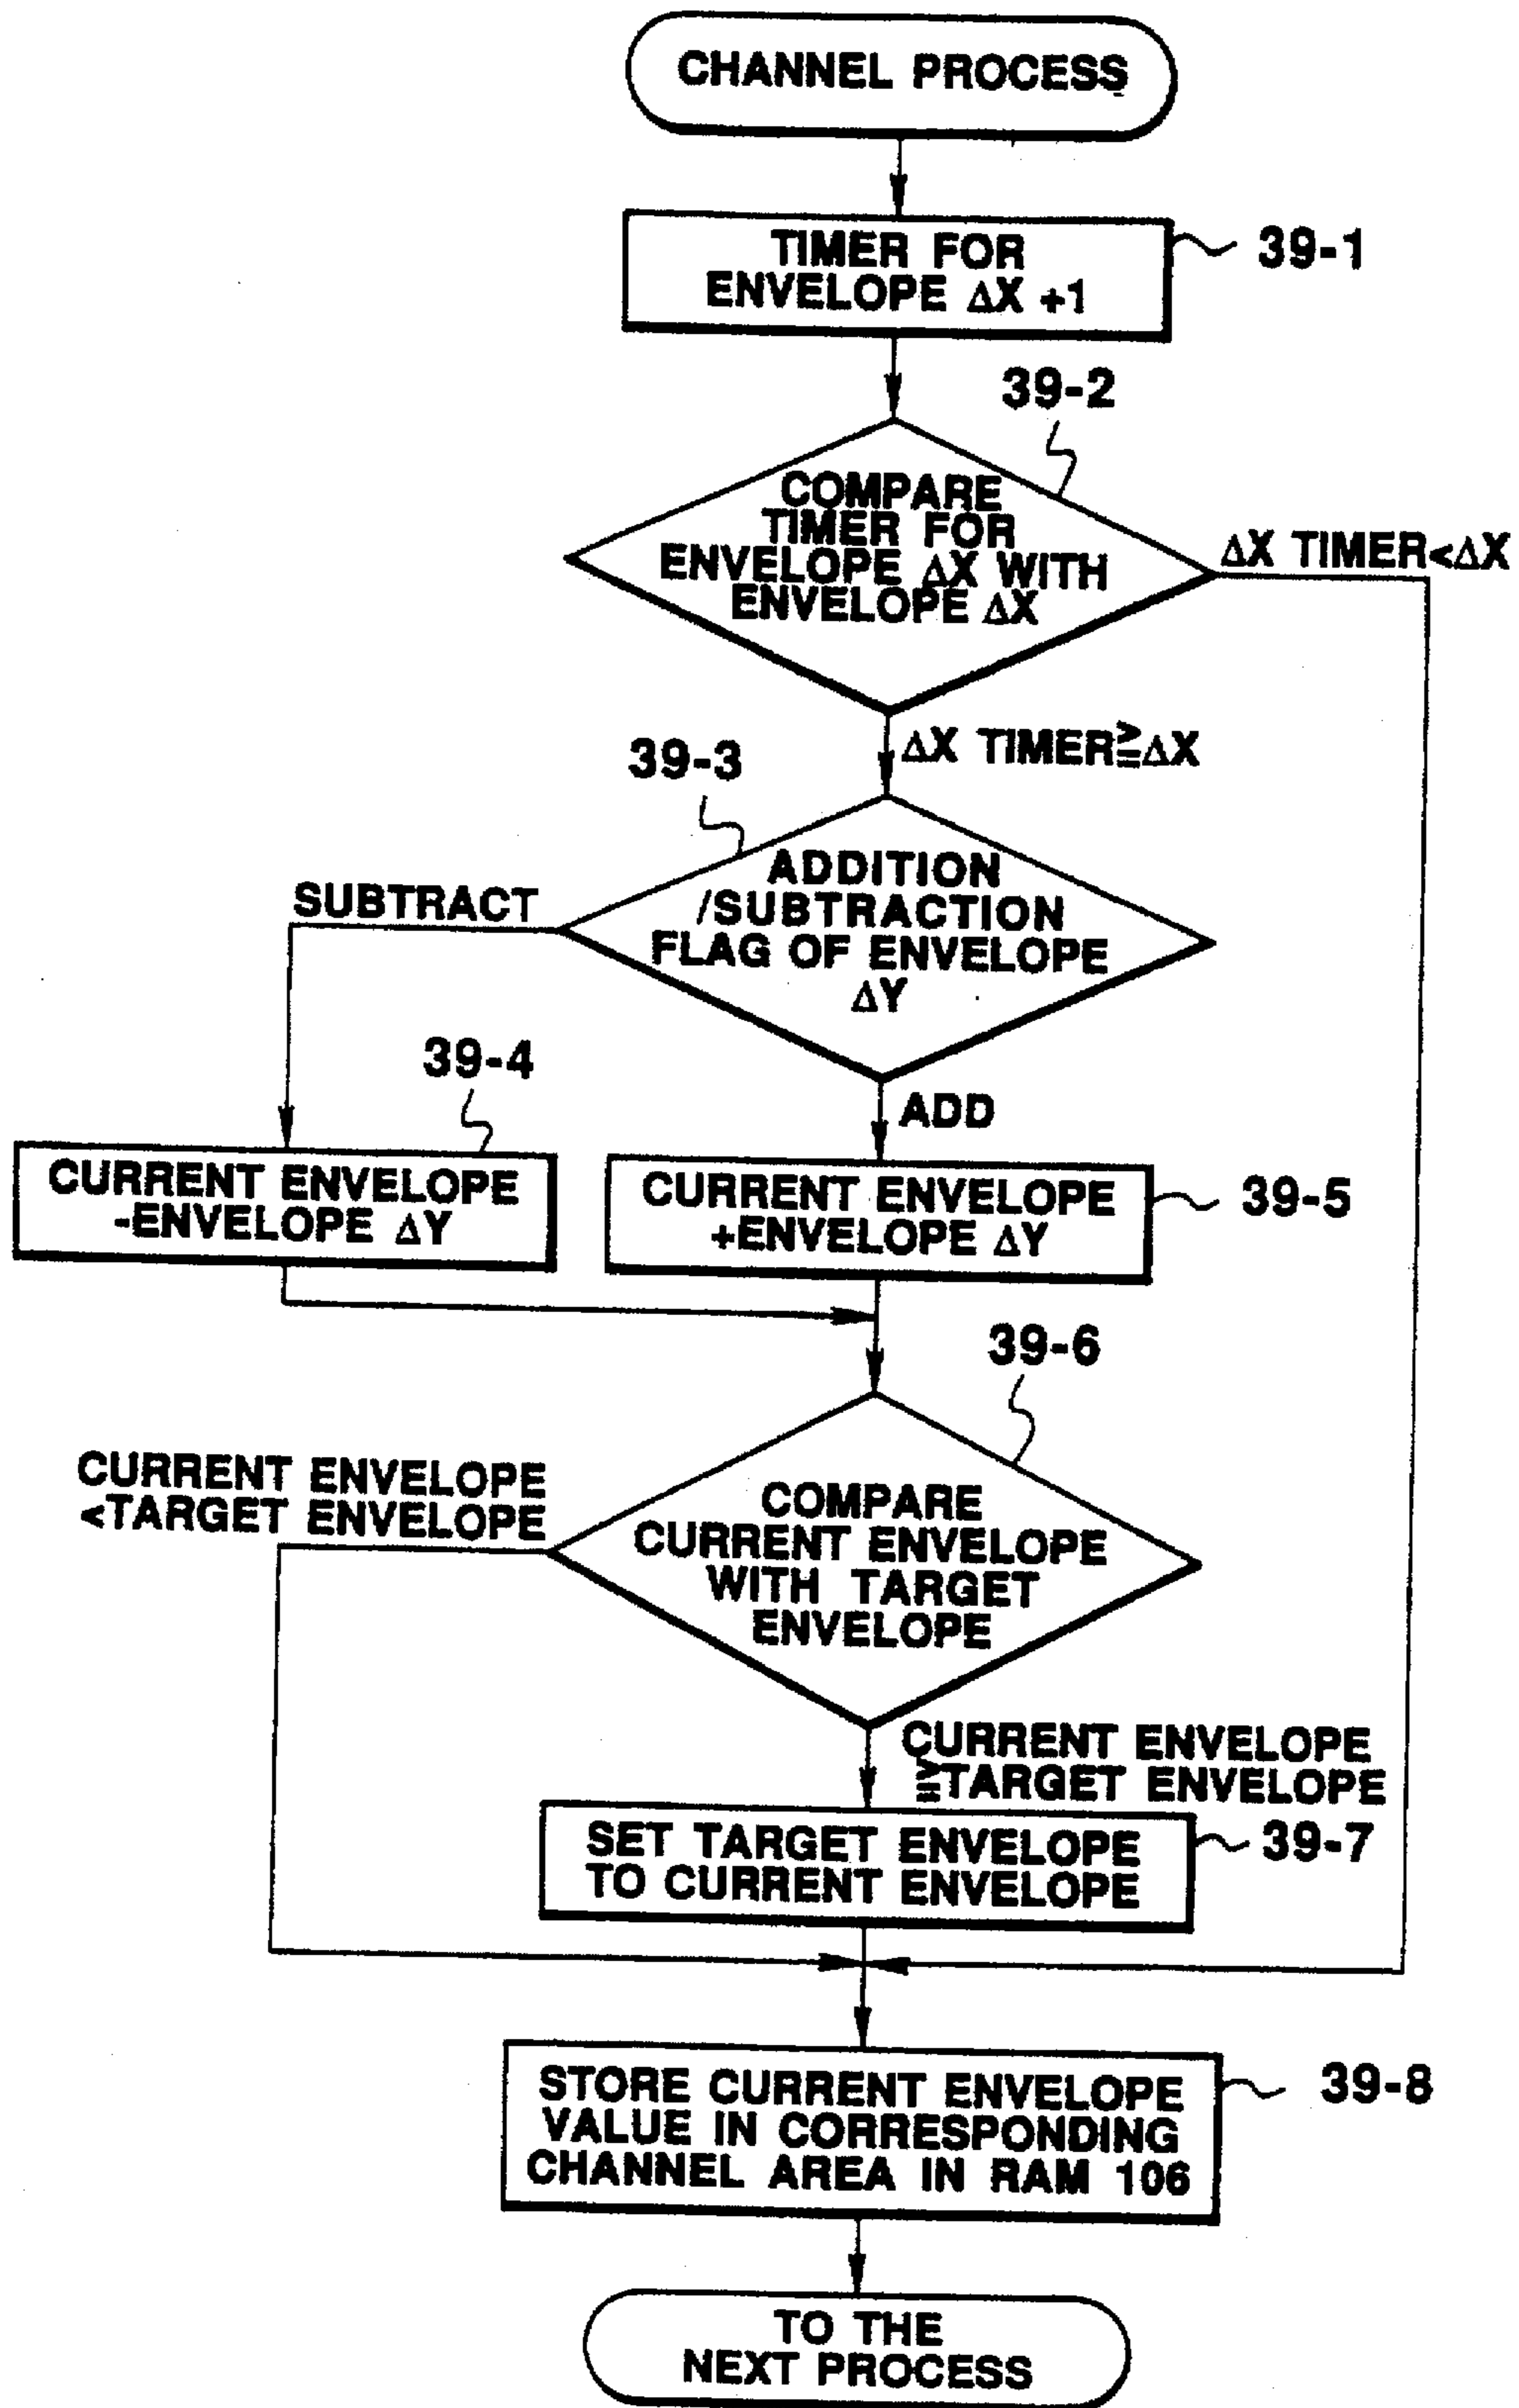 CHANNEL PROCESS
TIMER FOR
ENVELOPE ΔX +1
39-1
39-2
COMPARE
TIMER FOR
ENVELOPE ΔX WITH
ENVELOPE ΔX
ΔX TIMER<ΔX
ΔX TIMER≧ΔX
39-3
ADDITION
/SUBTRACTION
FLAG OF ENVELOPE
ΔY
SUBTRACT
39-4
ADD
CURRENT ENVELOPE
-ENVELOPE ΔY
CURRENT ENVELOPE
+ENVELOPE ΔY
39-5
39-6
CURRENT ENVELOPE
<TARGET ENVELOPE
COMPARE
CURRENT ENVELOPE
WITH TARGET
ENVELOPE
CURRENT ENVELOPE
≧TARGET ENVELOPE
SET TARGET ENVELOPE
TO CURRENT ENVELOPE
39-7
STORE CURRENT ENVELOPE
VALUE IN CORRESPONDING
CHANNEL AREA IN RAM 106
39-8
TO THE
NEXT PROCESS